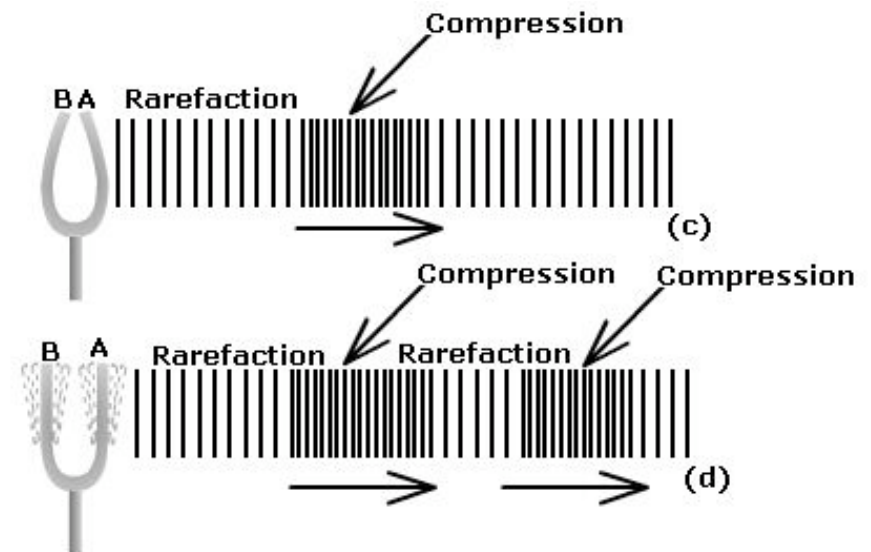 Compression
B A Rarefaction
(c)
Compression Compression
B A Rarefaction Rarefaction
(d)